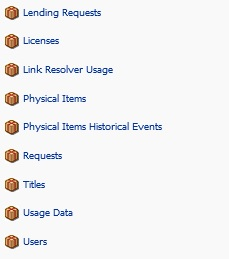 Lending Requests
Licenses
Link Resolver Usage
Physical Items
Physical Items Historical Events
Requests
Titles
Usage Data
Users